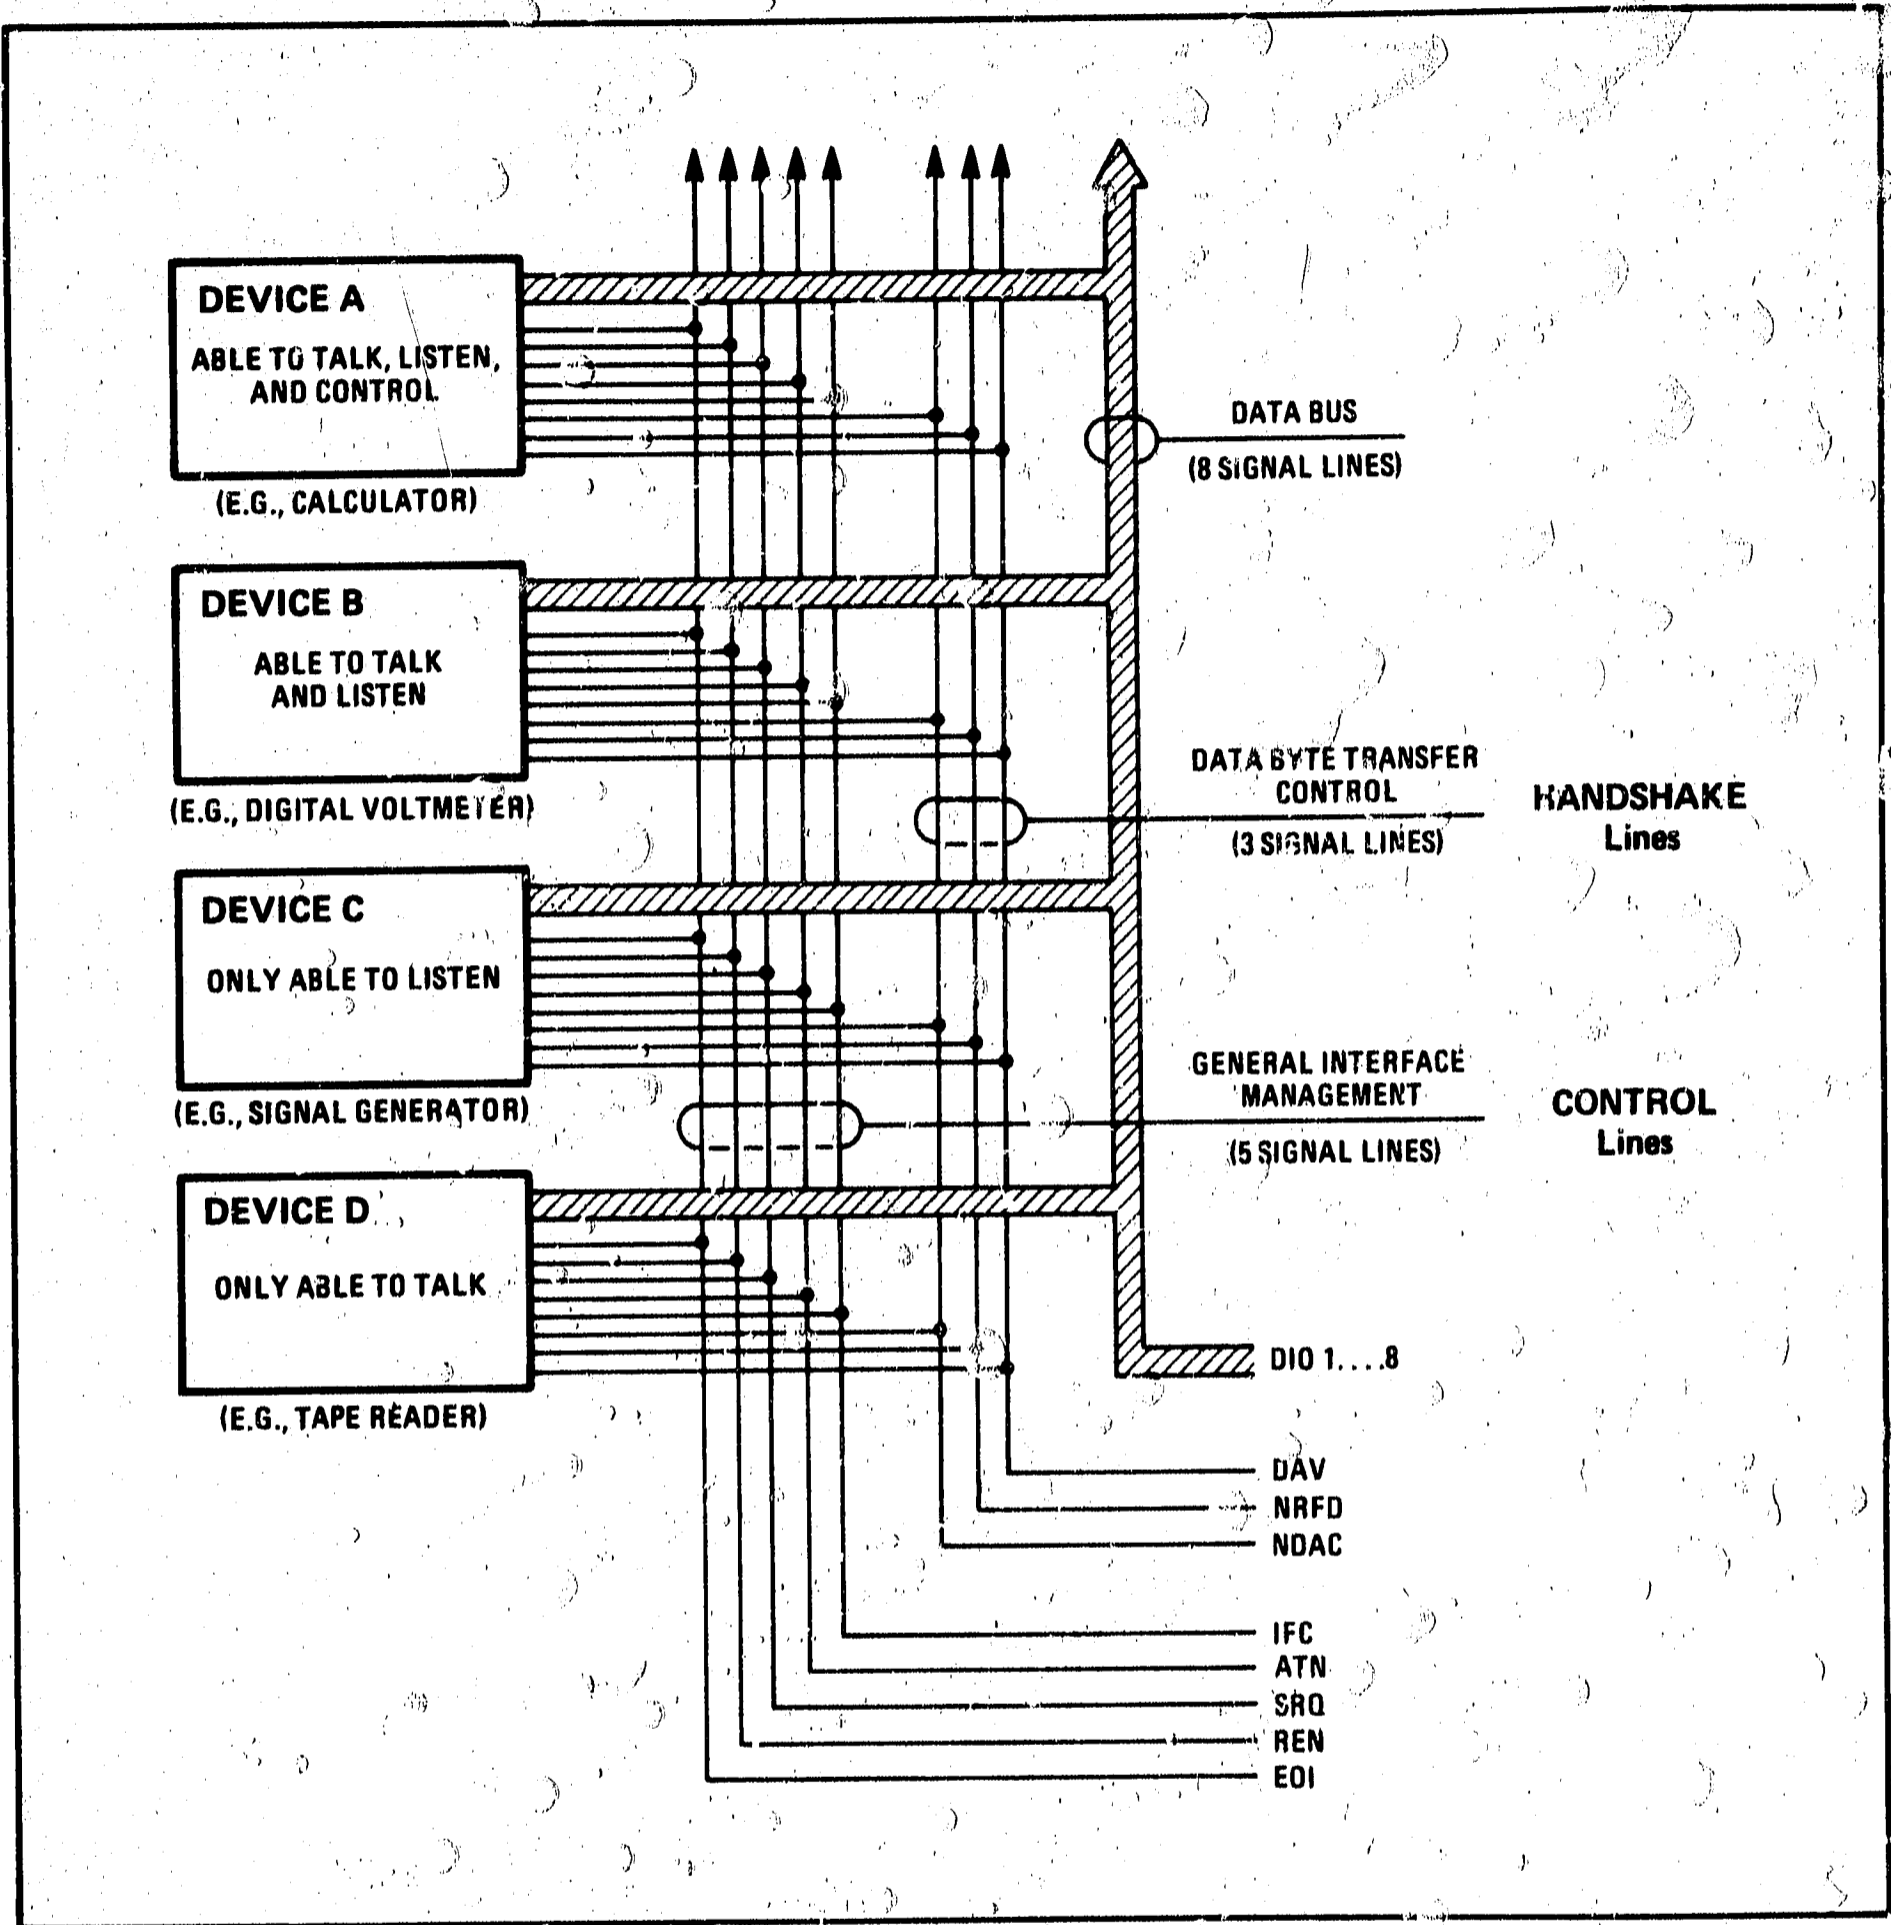 DEVICE A
ABLE TO TALK, LISTEN,
AND CONTROL
(E.G., CALCULATOR)
DATA BUS
(8 SIGNAL LINES)
DEVICE B
ABLE TO TALK
AND LISTEN
(E.G., DIGITAL VOLTMETER)
DATA BYTE TRANSFER
CONTROL
(3 SIGNAL LINES)
HANDSHAKE
Lines
DEVICE C
ONLY ABLE TO LISTEN
(E.G., SIGNAL GENERATOR)
GENERAL INTERFACE
MANAGEMENT
(5 SIGNAL LINES)
CONTROL
Lines
DEVICE D
ONLY ABLE TO TALK
(E.G., TAPE READER)
DIO 1....8
DAV
NRFD
NDAC
IFC
ATN
SRQ
REN
EOI